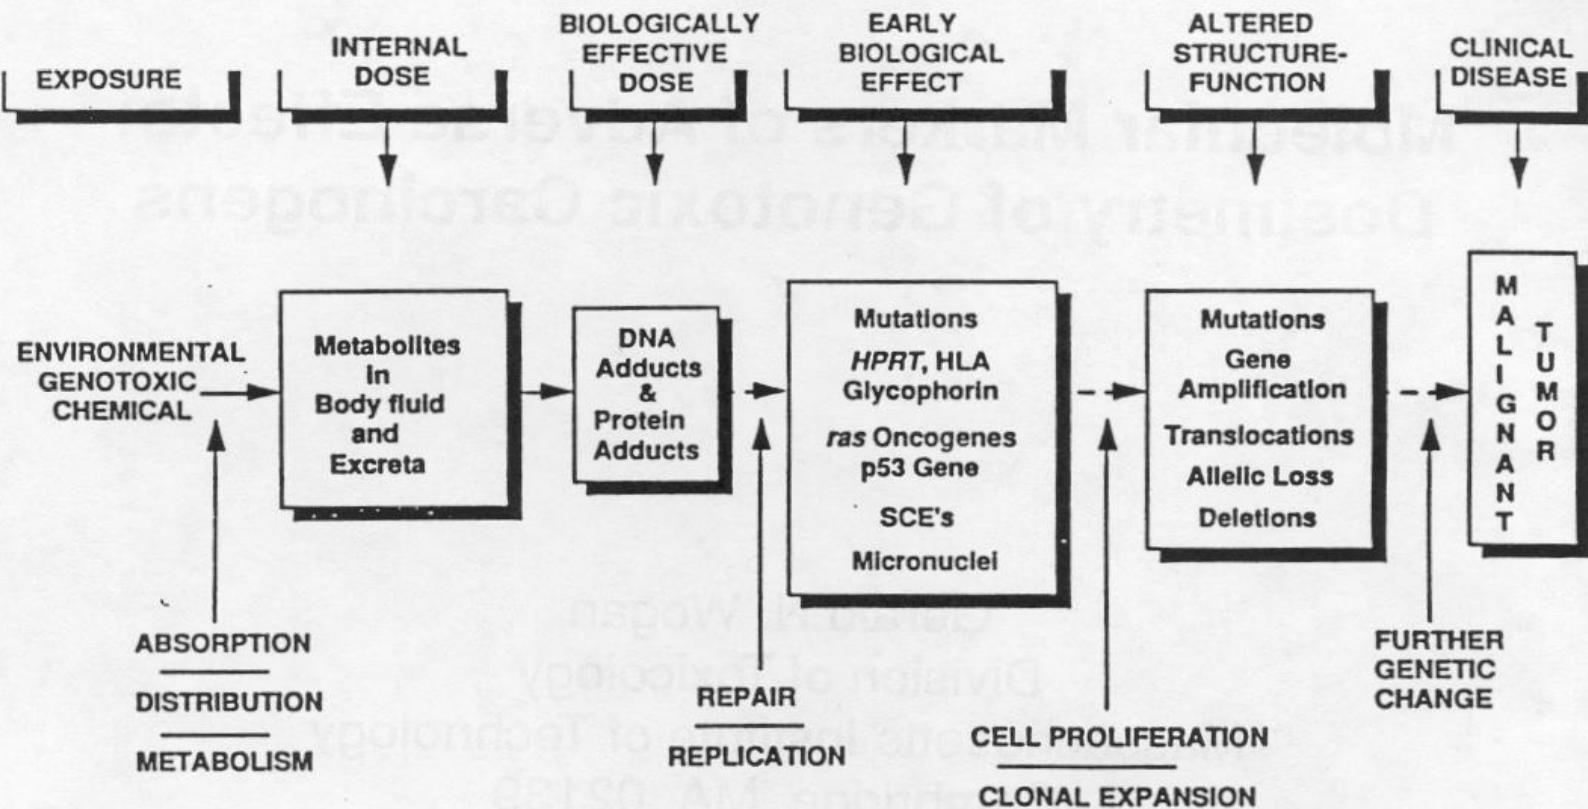 EXPOSURE
INTERNAL
DOSE
BIOLOGICALLY
EFFECTIVE
DOSE
EARLY
BIOLOGICAL
EFFECT
ALTERED
STRUCTURE-
FUNCTION
CLINICAL
DISEASE
ENVIRONMENTAL
GENOTOXIC
CHEMICAL
Metabolites
in
Body fluid
and
Excreta
DNA
Adducts
&
Protein
Adducts
Mutations
HPRT, HLA
Glycophorin
ras Oncogenes
p53 Gene
SCE's
Micronuclei
Mutations
Gene
Amplification
Translocations
Allelic Loss
Deletions
MALIGNANT
TUMOR
ABSORPTION
DISTRIBUTION
METABOLISM
REPAIR
REPLICATION
CELL PROLIFERATION
CLONAL EXPANSION
FURTHER
GENETIC
CHANGE